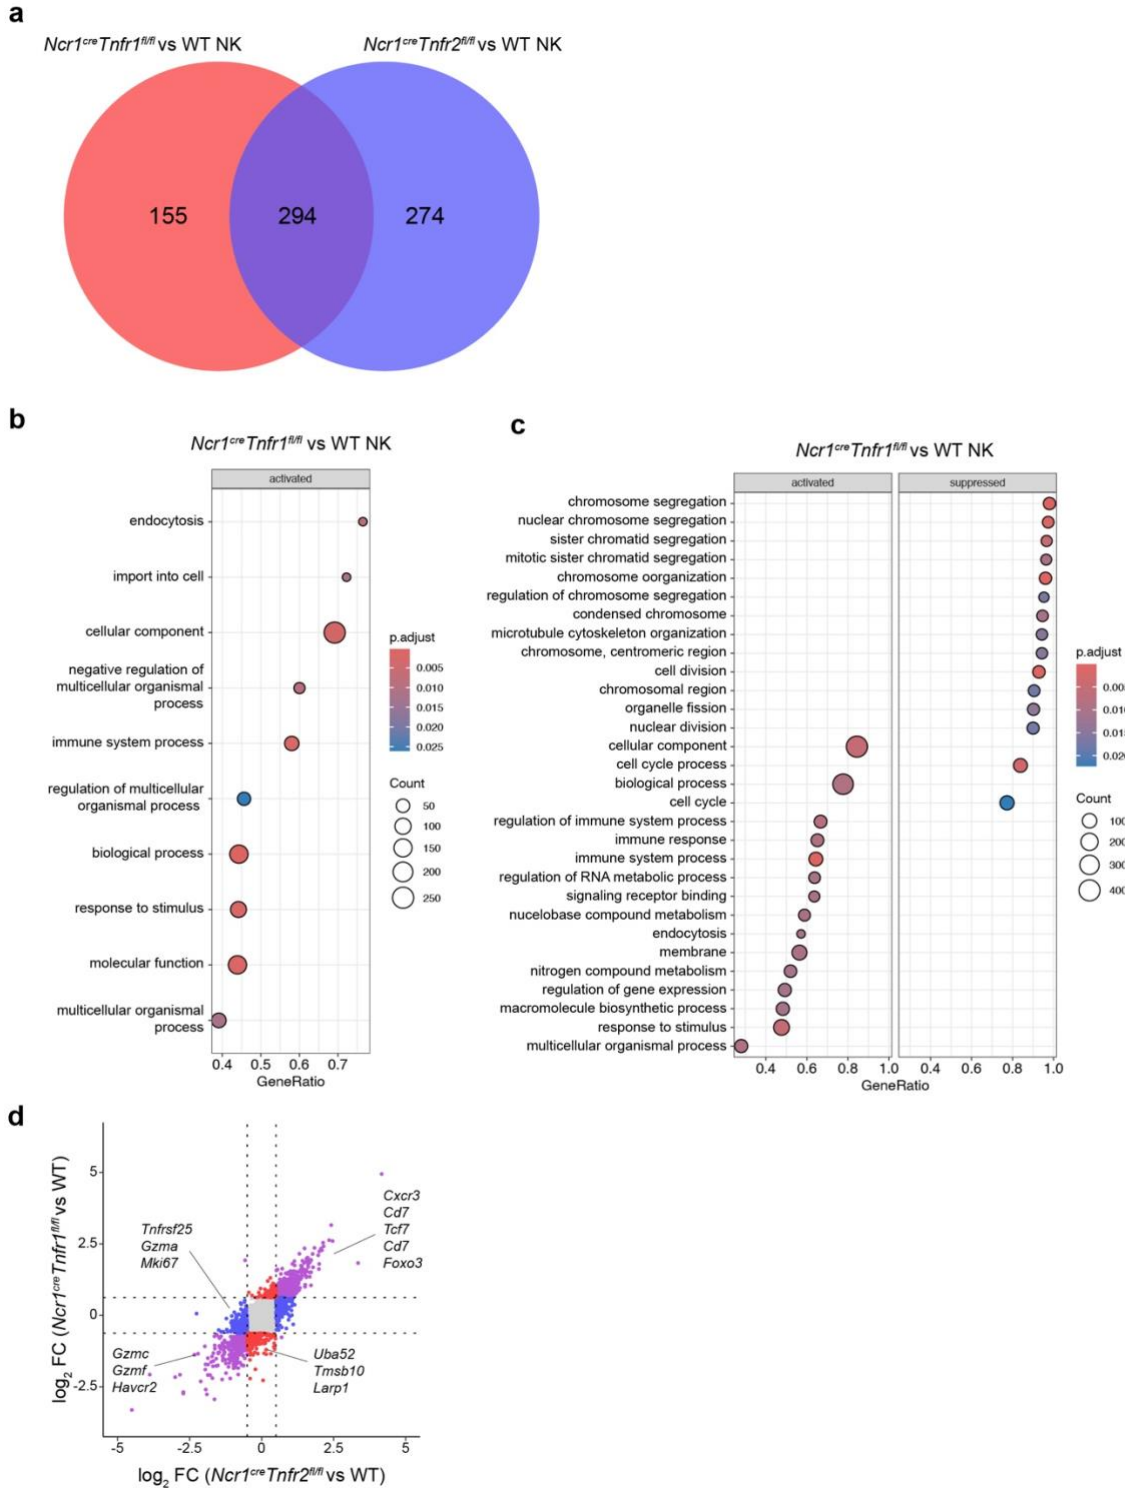 a
Ncr1creTnfr1fl/fl vs WT NK
Ncr1creTnfr2fl/fl vs WT NK
155
294
274
b
Ncr1creTnfr1fl/fl vs WT NK
activated
endocytosis
import into cell
cellular component
negative regulation of
multicellular organismal
process
immune system process
regulation of multicellular
organismal process
biological process
response to stimulus
molecular function
multicellular organismal
process
0.4 0.5 0.6 0.7
GeneRatio
p.adjust
0.005
0.010
0.015
0.020
0.025
Count
50
100
150
200
250
c
Ncr1creTnfr1fl/fl vs WT NK
activated
suppressed
chromosome segregation
nuclear chromosome segregation
sister chromatid segregation
mitotic sister chromatid segregation
chromosome oorganization
regulation of chromosome segregation
condensed chromosome
microtubule cytoskeleton organization
chromosome, centromeric region
cell division
chromosomal region
organelle fission
nuclear division
cellular component
cell cycle process
biological process
cell cycle
regulation of immune system process
immune response
immune system process
regulation of RNA metabolic process
signaling receptor binding
nucelobase compound metabolism
endocytosis
membrane
nitrogen compound metabolism
regulation of gene expression
macromolecule biosynthetic process
response to stimulus
multicellular organismal process
0.4 0.6 0.8 1.0
0.4 0.6 0.8 1.0
GeneRatio
p.adjust
0.010
Count
100
200
300
400
d
log2 FC (Ncr1creTnfr1fl/fl vs WT)
5
2.5
0
-2.5
Tnfrsf25
Gzma
Mki67
Cxcr3
Cd7
Tcf7
Cd7
Foxo3
Gzmc
Gzmf
Havcr2
Uba52
Tmsb10
Larp1
-5 -2.5 0 2.5 5
log2 FC (Ncr1creTnfr2fl/fl vs WT)